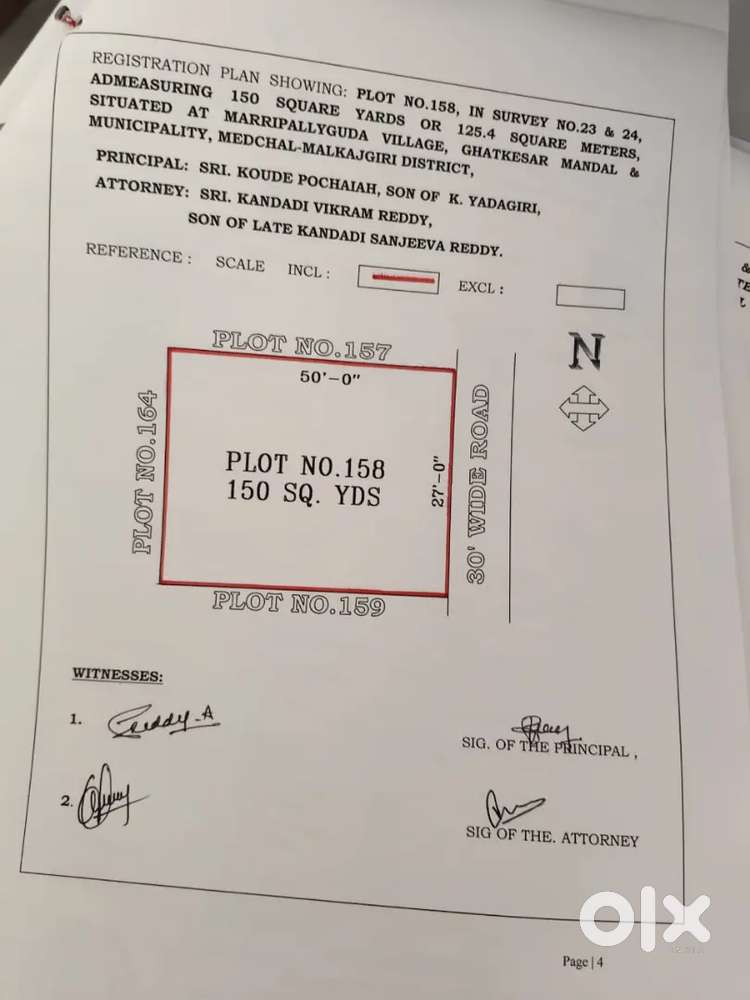 REGISTRATION PLAN SHOWING: PLOT NO.158, IN SURVEY NO.23 & 24,
ADMEASURING 150 SQUARE YARDS OR 125.4 SQUARE METERS,
SITUATED AT MARRIPALLYGUDA VILLAGE, GHATKESAR MANDAL &
MUNICIPALITY, MEDCHAL-MALKAJGIRI DISTRICT,
PRINCIPAL: SRI. KOUDE POCHAIAH, SON OF K. YADAGIRI,
ATTORNEY: SRI. KANDADI VIKRAM REDDY,
SON OF LATE KANDADI SANJEEVA REDDY.
REFERENCE : SCALE INCL : EXCL :
N
PLOT NO.157
50'-0"
PLOT NO.164
PLOT NO.158
150 SQ. YDS
27'-0"
30' WIDE ROAD
PLOT NO.159
WITNESSES:
1. Reddy.A
SIG. OF THE PRINCIPAL ,
2.
SIG OF THE. ATTORNEY
olx
Page | 4
&